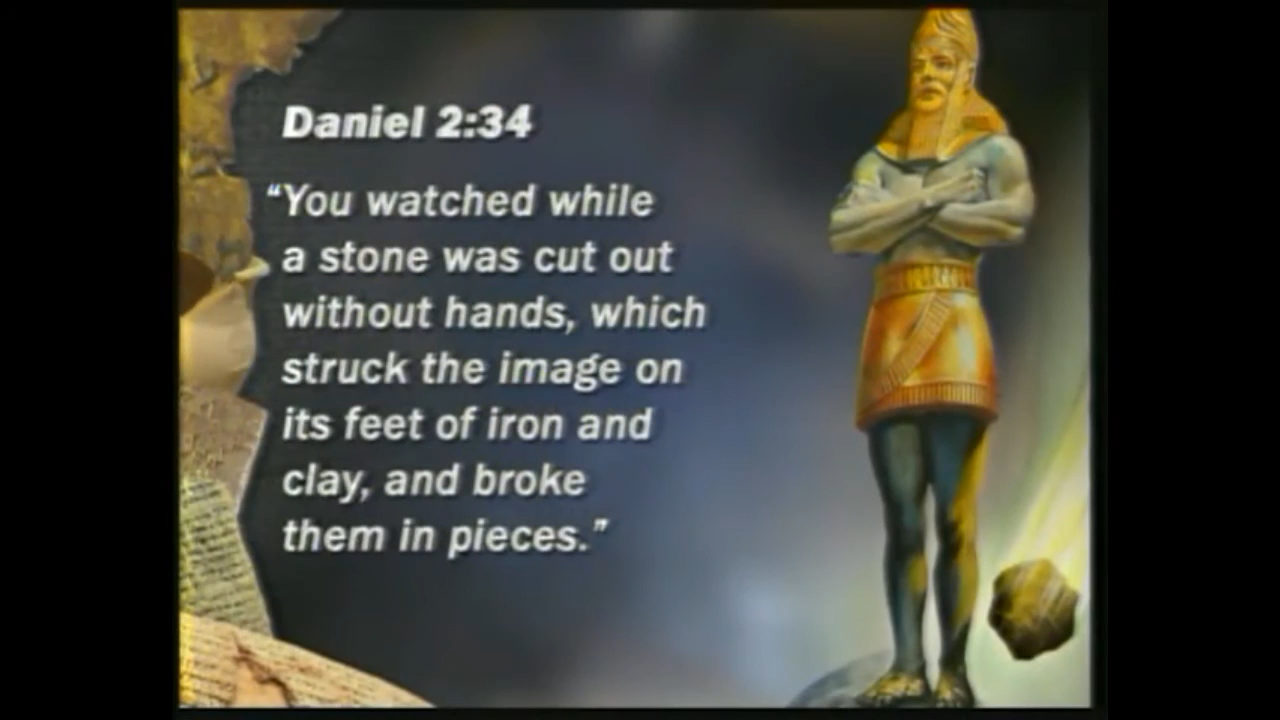 Daniel 2:34
“You watched while
a stone was cut out
without hands, which
struck the image on
its feet of iron and
clay, and broke
them in pieces.”